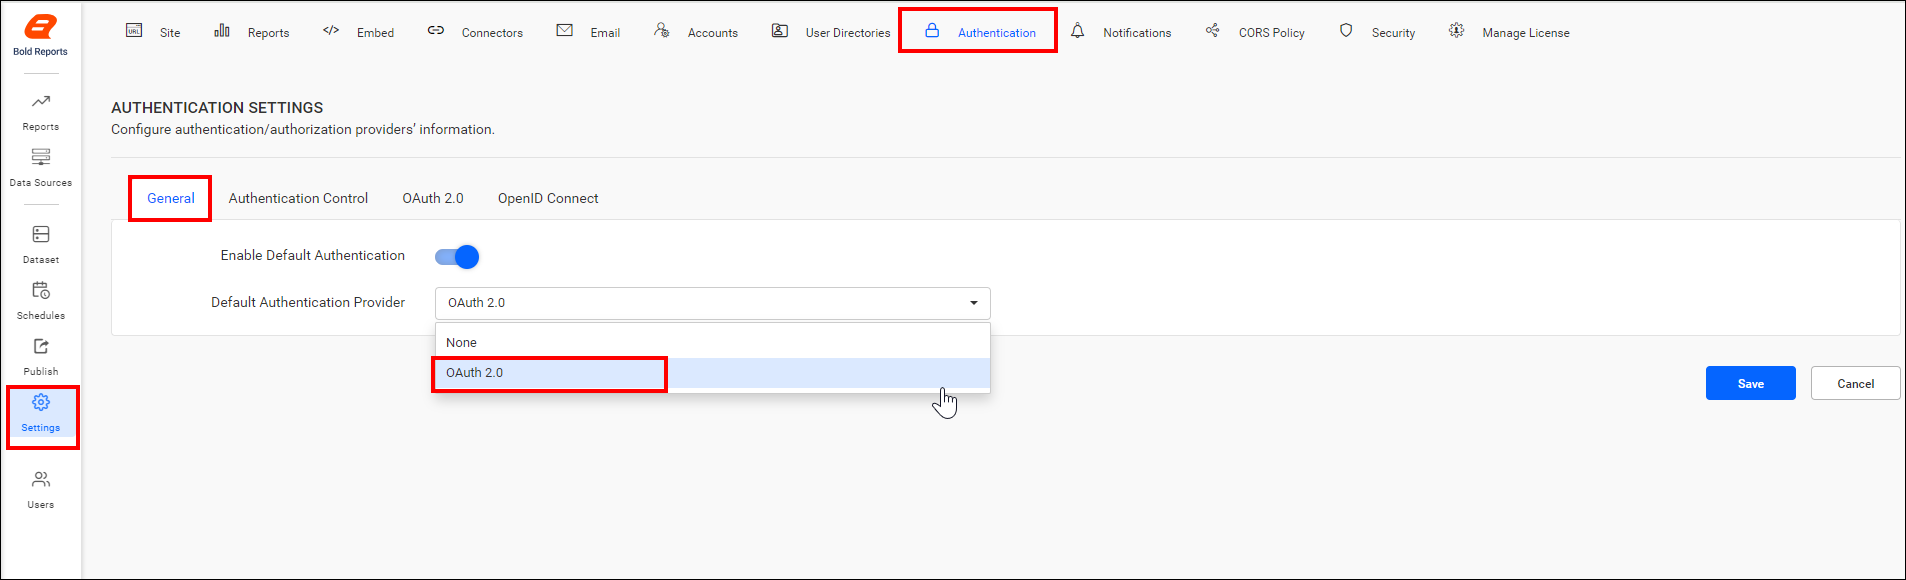 Bold Reports
Reports
Data Sources
Dataset
Schedules
Publish
Settings
Users
URL Site Reports Embed Connectors Email Accounts User Directories Authentication Notifications CORS Policy Security Manage License
AUTHENTICATION SETTINGS
Configure authentication/authorization providers' information.
General Authentication Control OAuth 2.0 OpenID Connect
Enable Default Authentication
Default Authentication Provider OAuth 2.0
None
OAuth 2.0
Save Cancel